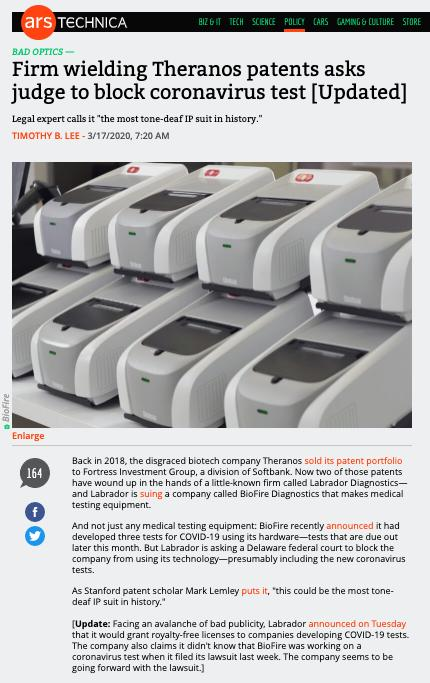 ars TECHNICA
BIZ & IT TECH SCIENCE POLICY CARS GAMING & CULTURE STORE
BAD OPTICS —
Firm wielding Theranos patents asks
judge to block coronavirus test [Updated]
Legal expert calls it "the most tone-deaf IP suit in history."
TIMOTHY B. LEE - 3/17/2020, 7:20 AM
BioFire
Enlarge
164
Back in 2018, the disgraced biotech company Theranos sold its patent portfolio
to Fortress Investment Group, a division of Softbank. Now two of those patents
have wound up in the hands of a little-known firm called Labrador Diagnostics—
and Labrador is suing a company called BioFire Diagnostics that makes medical
testing equipment.
And not just any medical testing equipment: BioFire recently announced it had
developed three tests for COVID-19 using its hardware—tests that are due out
later this month. But Labrador is asking a Delaware federal court to block the
company from using its technology—presumably including the new coronavirus
tests.
As Stanford patent scholar Mark Lemley puts it, "this could be the most tone-
deaf IP suit in history."
[Update: Facing an avalanche of bad publicity, Labrador announced on Tuesday
that it would grant royalty-free licenses to companies developing COVID-19 tests.
The company also claims it didn't know that BioFire was working on a
coronavirus test when it filed its lawsuit last week. The company seems to be
going forward with the lawsuit.]